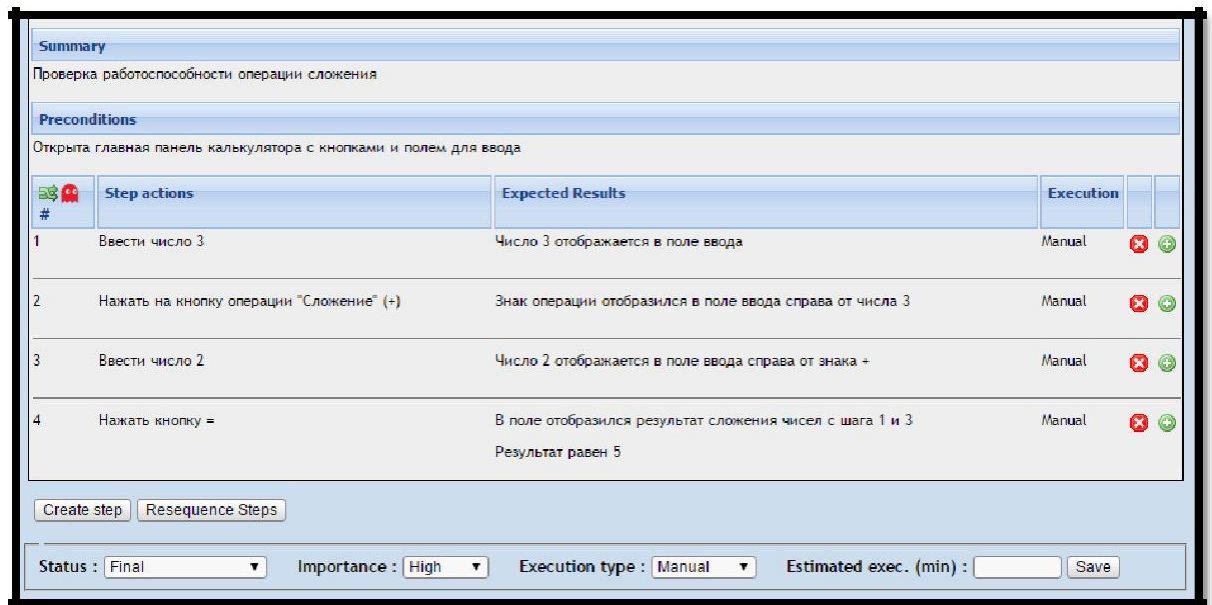 Summary
Проверка работоспособности операции сложения
Preconditions
Открыта главная панель калькулятора с кнопками и полем для ввода
# Step actions Expected Results Execution
1 Ввести число 3 Число 3 отображается в поле ввода Manual
2 Нажать на кнопку операции "Сложение" (+) Знак операции отобразился в поле ввода справа от числа 3 Manual
3 Ввести число 2 Число 2 отображается в поле ввода справа от знака + Manual
4 Нажать кнопку = В поле отобразился результат сложения чисел с шага 1 и 3 Manual
Результат равен 5
Create step Resequence Steps
Status : Final Importance : High Execution type : Manual Estimated exec. (min) : Save